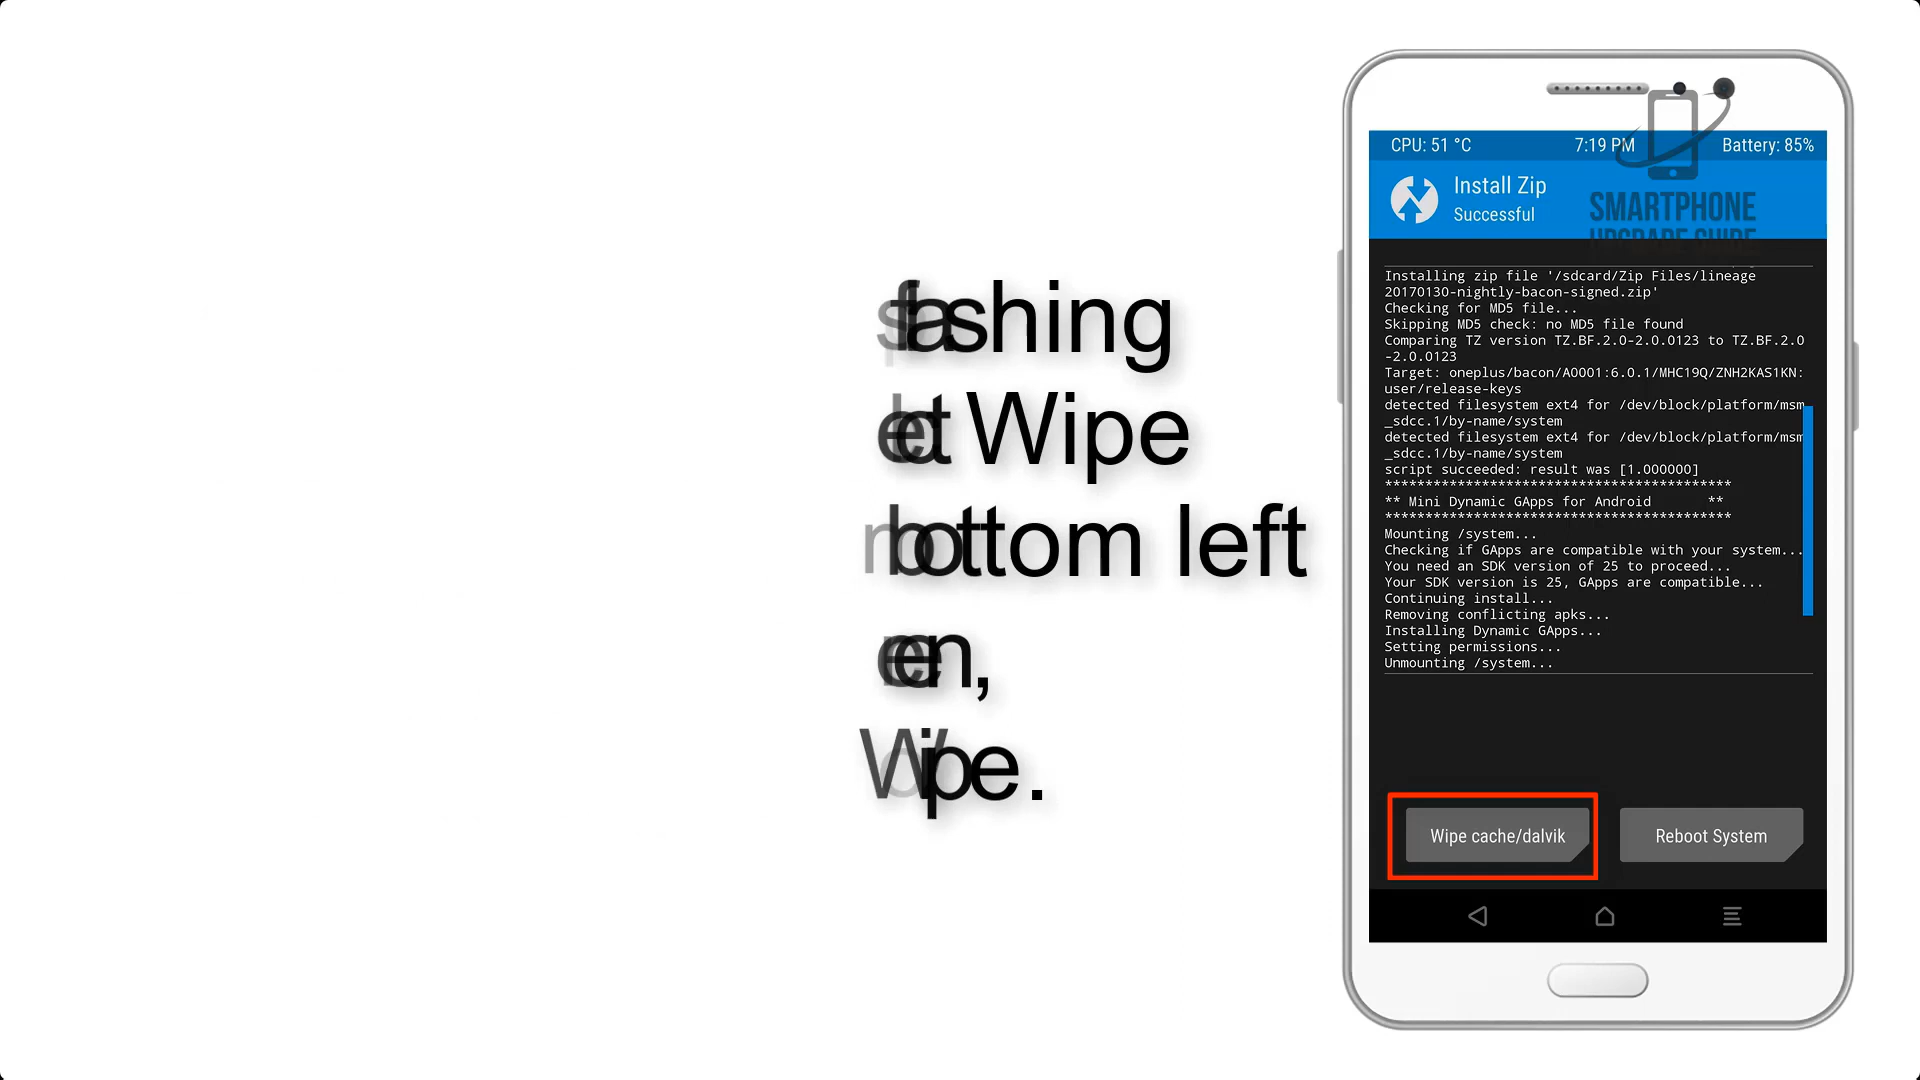 flashing
Wipe
bottom left
Wipe.
CPU: 51 °C
7:19 PM
Battery: 85%
Install Zip
Successful
SMARTPHONE
UPGRADE GUIDE
Installing zip file '/sdcard/Zip Files/lineage
20170130-nightly-bacon-signed.zip'
Checking for MD5 file...
Skipping MD5 check: no MD5 file found
Comparing TZ version TZ.BF.2.0-2.0.0123 to TZ.BF.2.0
-2.0.0123
Target: oneplus/bacon/A0001:6.0.1/MHC19Q/ZNH2KAS1KN:
user/release-keys
detected filesystem ext4 for /dev/block/platform/msm
_sdcc.1/by-name/system
detected filesystem ext4 for /dev/block/platform/msm
_sdcc.1/by-name/system
script succeeded: result was [1.000000]
*******************************************
** Mini Dynamic GApps for Android **
*******************************************
Mounting /system...
Checking if GApps are compatible with your system...
You need an SDK version of 25 to proceed...
Your SDK version is 25, GApps are compatible...
Continuing install...
Removing conflicting apks...
Installing Dynamic GApps...
Setting permissions...
Unmounting /system...
Wipe cache/dalvik
Reboot System